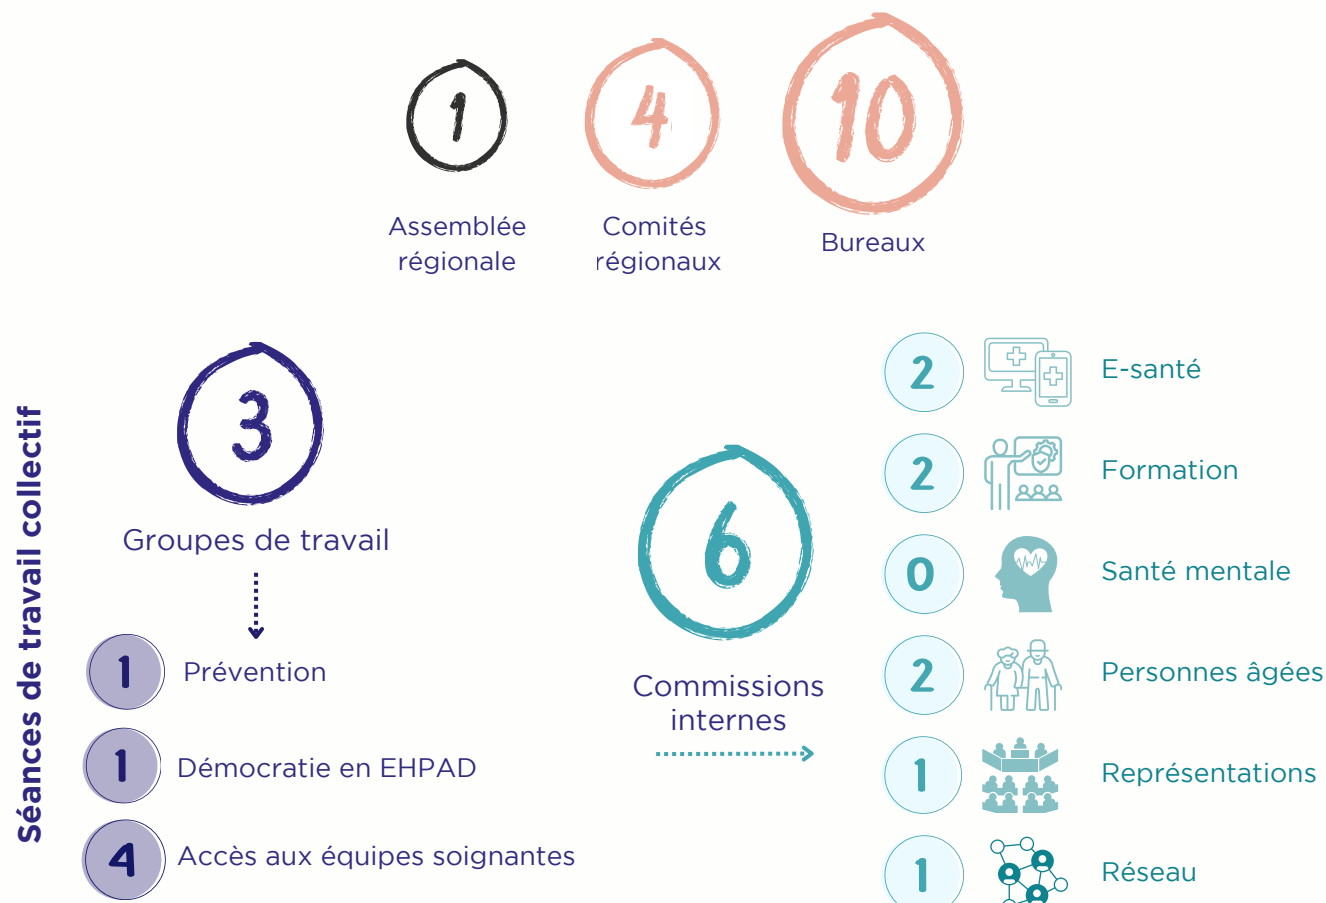 1
4
10
Assemblée
régionale
Comités
régionaux
Bureaux
Séances de travail collectif
3
Groupes de travail
1
Prévention
1
Démocratie en EHPAD
4
Accès aux équipes soignantes
6
Commissions
internes
2
E-santé
2
Formation
0
Santé mentale
2
Personnes âgées
1
Représentations
1
Réseau